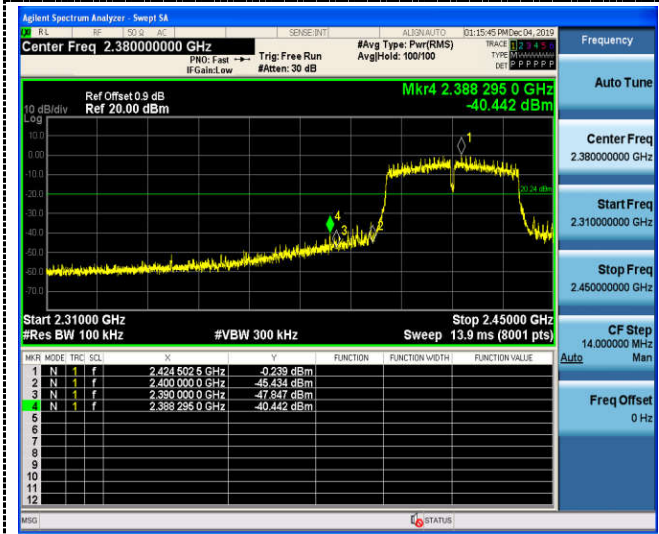 Agilent Spectrum Analyzer - Swept SA
RL RF 50 Ω AC SENSE:INT ALIGNAUTO 01:15:45 PM Dec 04, 2019
Center Freq 2.380000000 GHz
PNO: Fast
IFGain:Low
Trig: Free Run
#Atten: 30 dB
#Avg Type: Pwr(RMS)
Avg|Hold: 100/100
TRACE 1 2 3 4 5 6
TYPE M
DET P P P P P P
Ref Offset 0.9 dB
10 dB/div Ref 20.00 dBm
Log
Mkr4 2.388 295 0 GHz
-40.442 dBm
10.0
0.00
-10.0
-20.0
-30.0
-40.0
-50.0
-60.0
-70.0
1
2
3
4
-20.24 dBm
Start 2.31000 GHz Stop 2.45000 GHz
#Res BW 100 kHz #VBW 300 kHz Sweep 13.9 ms (8001 pts)
MKR MODE TRC SCL X Y FUNCTION FUNCTION WIDTH FUNCTION VALUE
1 N 1 f 2.424 502 5 GHz -0.239 dBm
2 N 1 f 2.400 000 0 GHz -45.434 dBm
3 N 1 f 2.390 000 0 GHz -47.847 dBm
4 N 1 f 2.388 295 0 GHz -40.442 dBm
5
6
7
8
9
10
11
12
MSG STATUS
Frequency
Auto Tune
Center Freq
2.380000000 GHz
Start Freq
2.310000000 GHz
Stop Freq
2.450000000 GHz
CF Step
14.000000 MHz
Auto Man
Freq Offset
0 Hz